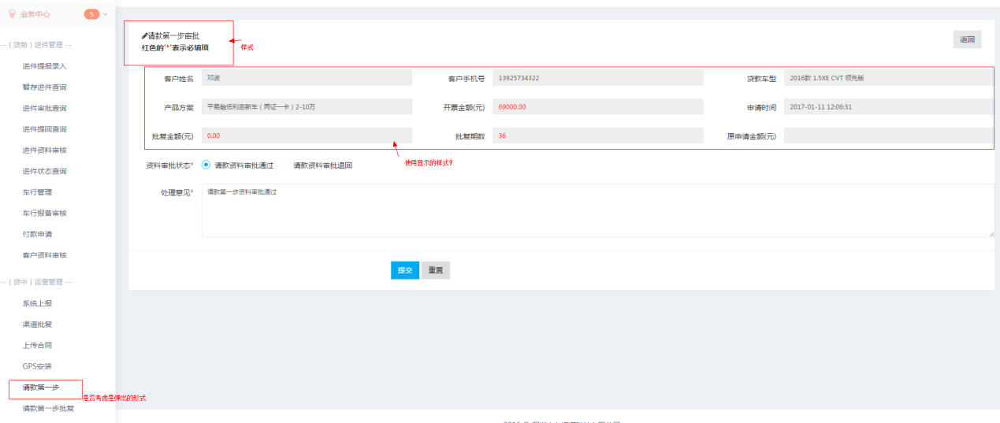 业务中心 5
-- ( 贷前 ) 进件管理 --
进件提报录入
暂存进件查询
进件审批查询
进件提回查询
进件资料审核
进件状态查询
车行管理
车行报备审核
付款申请
客户资料审核
-- ( 贷中 ) 运营管理 --
系统上报
渠道批复
上传合同
GPS安装
请款第一步
是否考虑是弹出的形式
请款第一步批复
请款第一步审批
红色的'*'表示必填项
样式
返回
客户姓名 邓波 客户手机号 13925734322 贷款车型 2016款 1.5XE CVT 领先版
产品方案 平易融低利图新车 ( 两证一卡 ) 2-10万 开票金额(元) 69000.00 申请时间 2017-01-11 12:06:31
批复金额(元) 0.00 批复期数 36 原申请金额(元)
使用显示的样式?
资料审批状态* 请款资料审批通过 请款资料审批退回
处理意见* 请款第一步资料审批通过
提交 重置